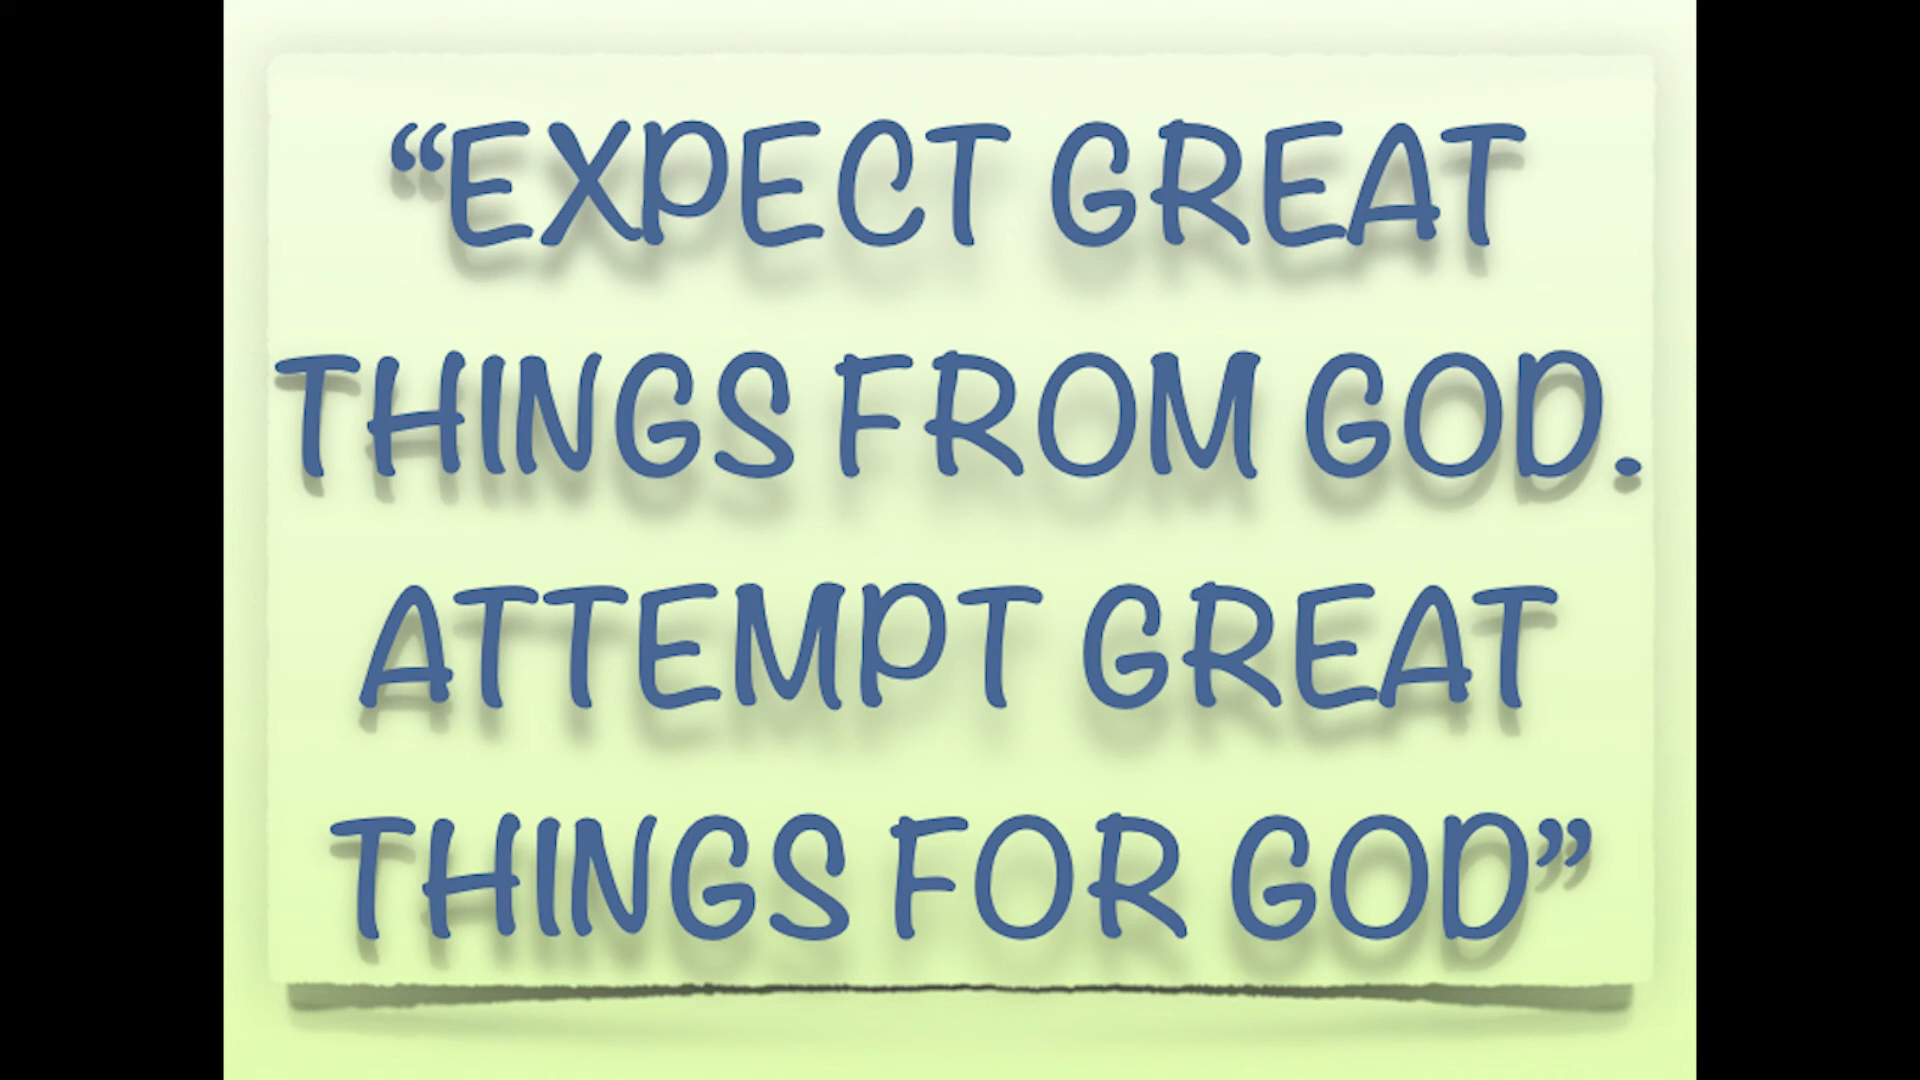 “EXPECT GREAT
THINGS FROM GOD.
ATTEMPT GREAT
THINGS FOR GOD”